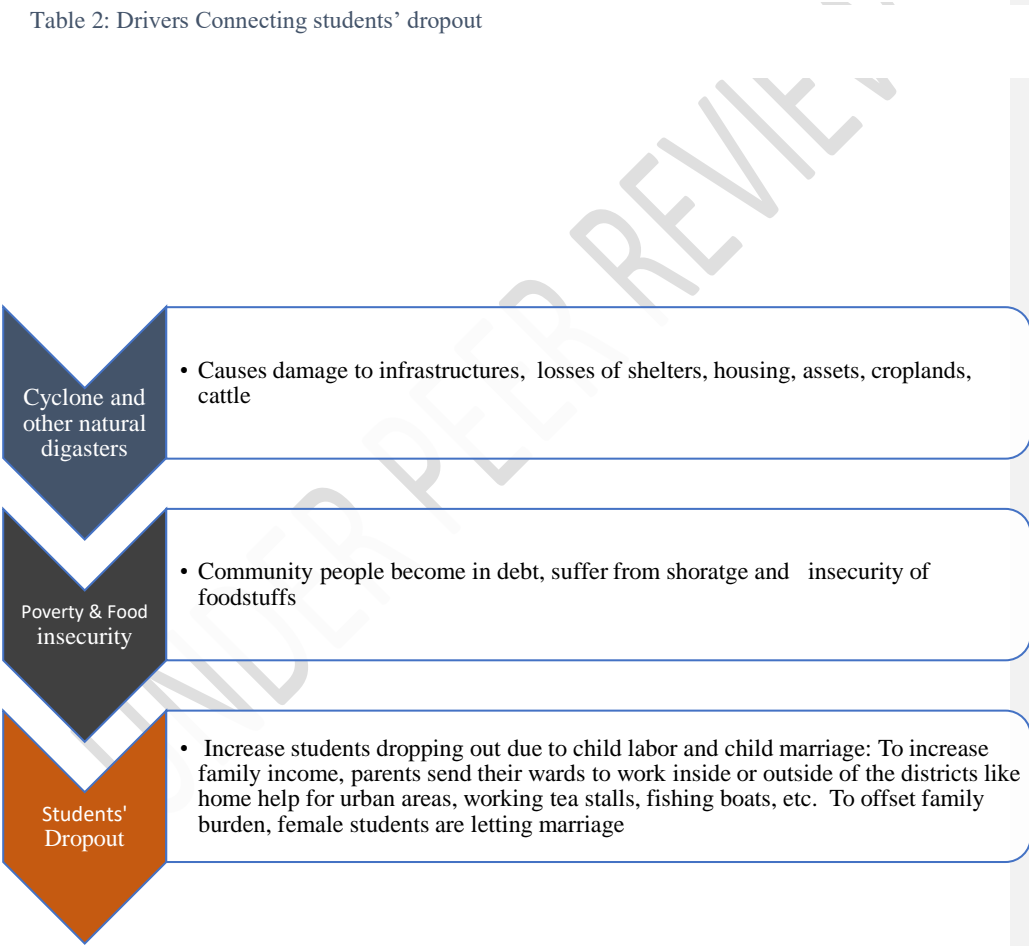 Table 2: Drivers Connecting students’ dropout
UNDER PEER REVIEW
Cyclone and
other natural
digasters
• Causes damage to infrastructures, losses of shelters, housing, assets, croplands,
cattle
Poverty & Food
insecurity
• Community people become in debt, suffer from shoratge and insecurity of
foodstuffs
Students'
Dropout
• Increase students dropping out due to child labor and child marriage: To increase
family income, parents send their wards to work inside or outside of the districts like
home help for urban areas, working tea stalls, fishing boats, etc. To offset family
burden, female students are letting marriage